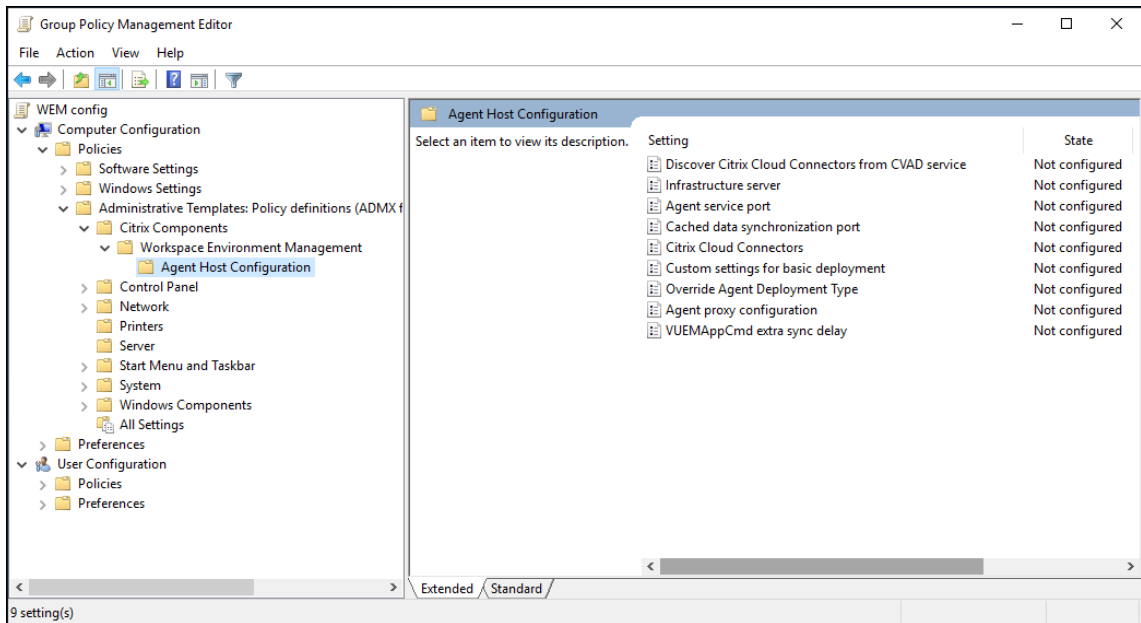 Group Policy Management Editor
File Action View Help
WEM config
Computer Configuration
Policies
Software Settings
Windows Settings
Administrative Templates: Policy definitions (ADMX f
Citrix Components
Workspace Environment Management
Agent Host Configuration
Control Panel
Network
Printers
Server
Start Menu and Taskbar
System
Windows Components
All Settings
Preferences
User Configuration
Policies
Preferences
Agent Host Configuration
Select an item to view its description.
Setting State
Discover Citrix Cloud Connectors from CVAD service Not configured
Infrastructure server Not configured
Agent service port Not configured
Cached data synchronization port Not configured
Citrix Cloud Connectors Not configured
Custom settings for basic deployment Not configured
Override Agent Deployment Type Not configured
Agent proxy configuration Not configured
VUEMAppCmd extra sync delay Not configured
Extended Standard
9 setting(s)